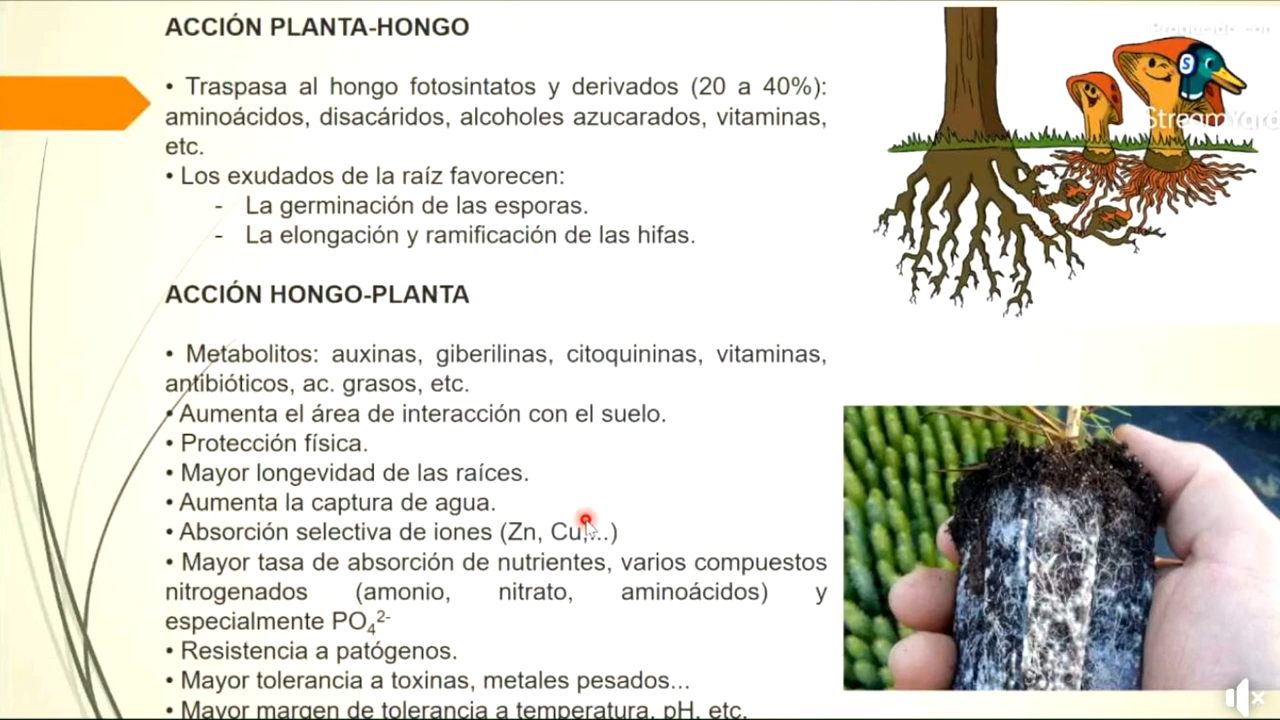 ACCIÓN PLANTA-HONGO
• Traspasa al hongo fotosintatos y derivados (20 a 40%):
aminoácidos, disacáridos, alcoholes azucarados, vitaminas,
etc.
• Los exudados de la raíz favorecen:
- La germinación de las esporas.
- La elongación y ramificación de las hifas.
ACCIÓN HONGO-PLANTA
• Metabolitos: auxinas, giberilinas, citoquininas, vitaminas,
antibióticos, ac. grasos, etc.
• Aumenta el área de interacción con el suelo.
• Protección física.
• Mayor longevidad de las raíces.
• Aumenta la captura de agua.
• Absorción selectiva de iones (Zn, Cu,...)
• Mayor tasa de absorción de nutrientes, varios compuestos
nitrogenados (amonio, nitrato, aminoácidos) y
especialmente PO₄²⁻
• Resistencia a patógenos.
• Mayor tolerancia a toxinas, metales pesados...
• Mayor margen de tolerancia a temperatura, pH, etc.
Preparado con
S
StreamYard